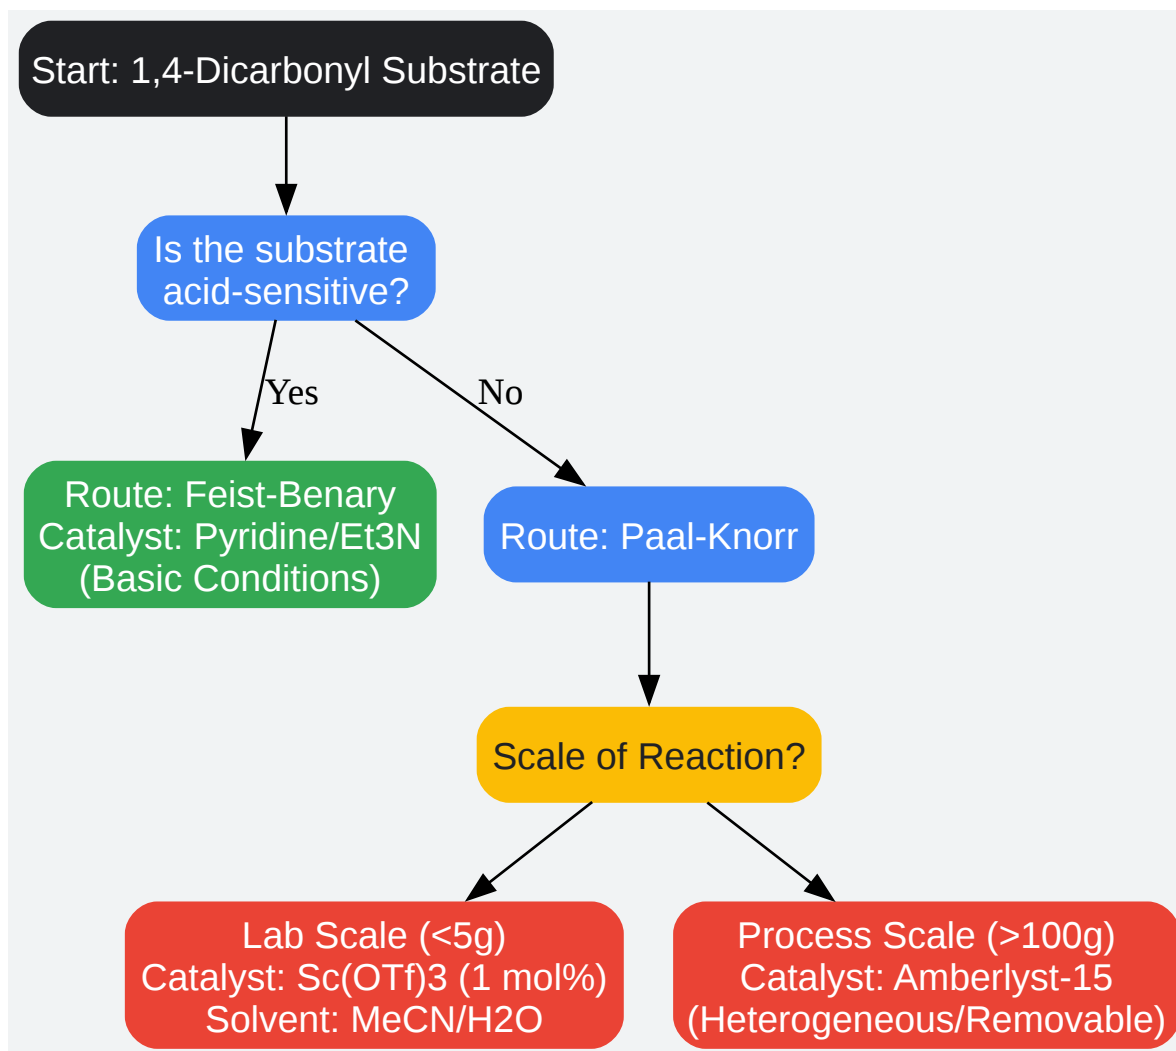 Start: 1,4-Dicarbonyl Substrate
Is the substrate
acid-sensitive?
Yes
No
Route: Feist-Benary
Catalyst: Pyridine/Et3N
(Basic Conditions)
Route: Paal-Knorr
Scale of Reaction?
Lab Scale (<5g)
Catalyst: Sc(OTf)3 (1 mol%)
Solvent: MeCN/H2O
Process Scale (>100g)
Catalyst: Amberlyst-15
(Heterogeneous/Removable)